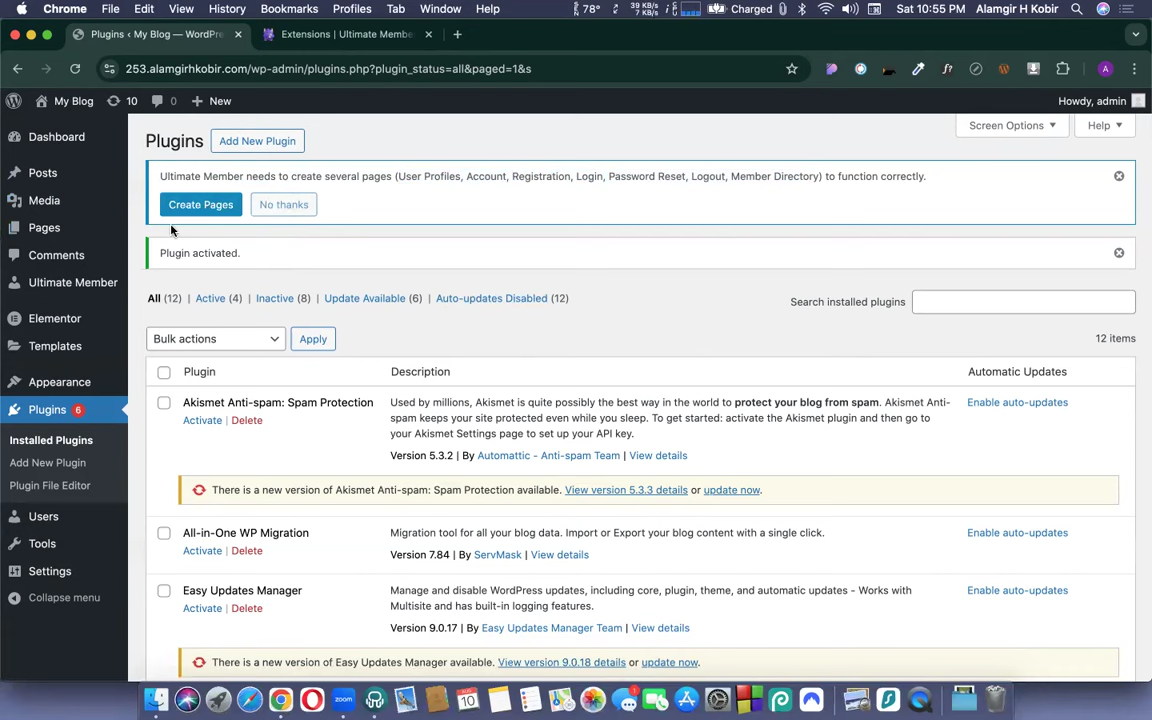 Chrome File Edit View History Bookmarks Profiles Tab Window Help 78° 39 KB/s 7 KB/s Charged Sat 10:55 PM Alamgir H Kobir
Plugins ‹ My Blog — WordPre Extensions | Ultimate Membe
253.alamgirhkobir.com/wp-admin/plugins.php?plugin_status=all&paged=1&s
My Blog 10 0 New Howdy, admin
Screen Options Help
Dashboard
Posts
Media
Pages
Comments
Ultimate Member
Elementor
Templates
Appearance
Plugins 6
Installed Plugins
Add New Plugin
Plugin File Editor
Users
Tools
Settings
Collapse menu
Plugins Add New Plugin
Ultimate Member needs to create several pages (User Profiles, Account, Registration, Login, Password Reset, Logout, Member Directory) to function correctly.
Create Pages No thanks
Plugin activated.
All (12) | Active (4) | Inactive (8) | Update Available (6) | Auto-updates Disabled (12)
Search installed plugins
Bulk actions Apply
12 items
Plugin Description Automatic Updates
Akismet Anti-spam: Spam Protection
Activate | Delete
Used by millions, Akismet is quite possibly the best way in the world to protect your blog from spam. Akismet Anti-
spam keeps your site protected even while you sleep. To get started: activate the Akismet plugin and then go to
your Akismet Settings page to set up your API key.
Version 5.3.2 | By Automattic - Anti-spam Team | View details
Enable auto-updates
There is a new version of Akismet Anti-spam: Spam Protection available. View version 5.3.3 details or update now.
All-in-One WP Migration
Activate | Delete
Migration tool for all your blog data. Import or Export your blog content with a single click.
Version 7.84 | By ServMask | View details
Enable auto-updates
Easy Updates Manager
Activate | Delete
Manage and disable WordPress updates, including core, plugin, theme, and automatic updates - Works with
Multisite and has built-in logging features.
Version 9.0.17 | By Easy Updates Manager Team | View details
Enable auto-updates
There is a new version of Easy Updates Manager available. View version 9.0.18 details or update now.
zoom
10